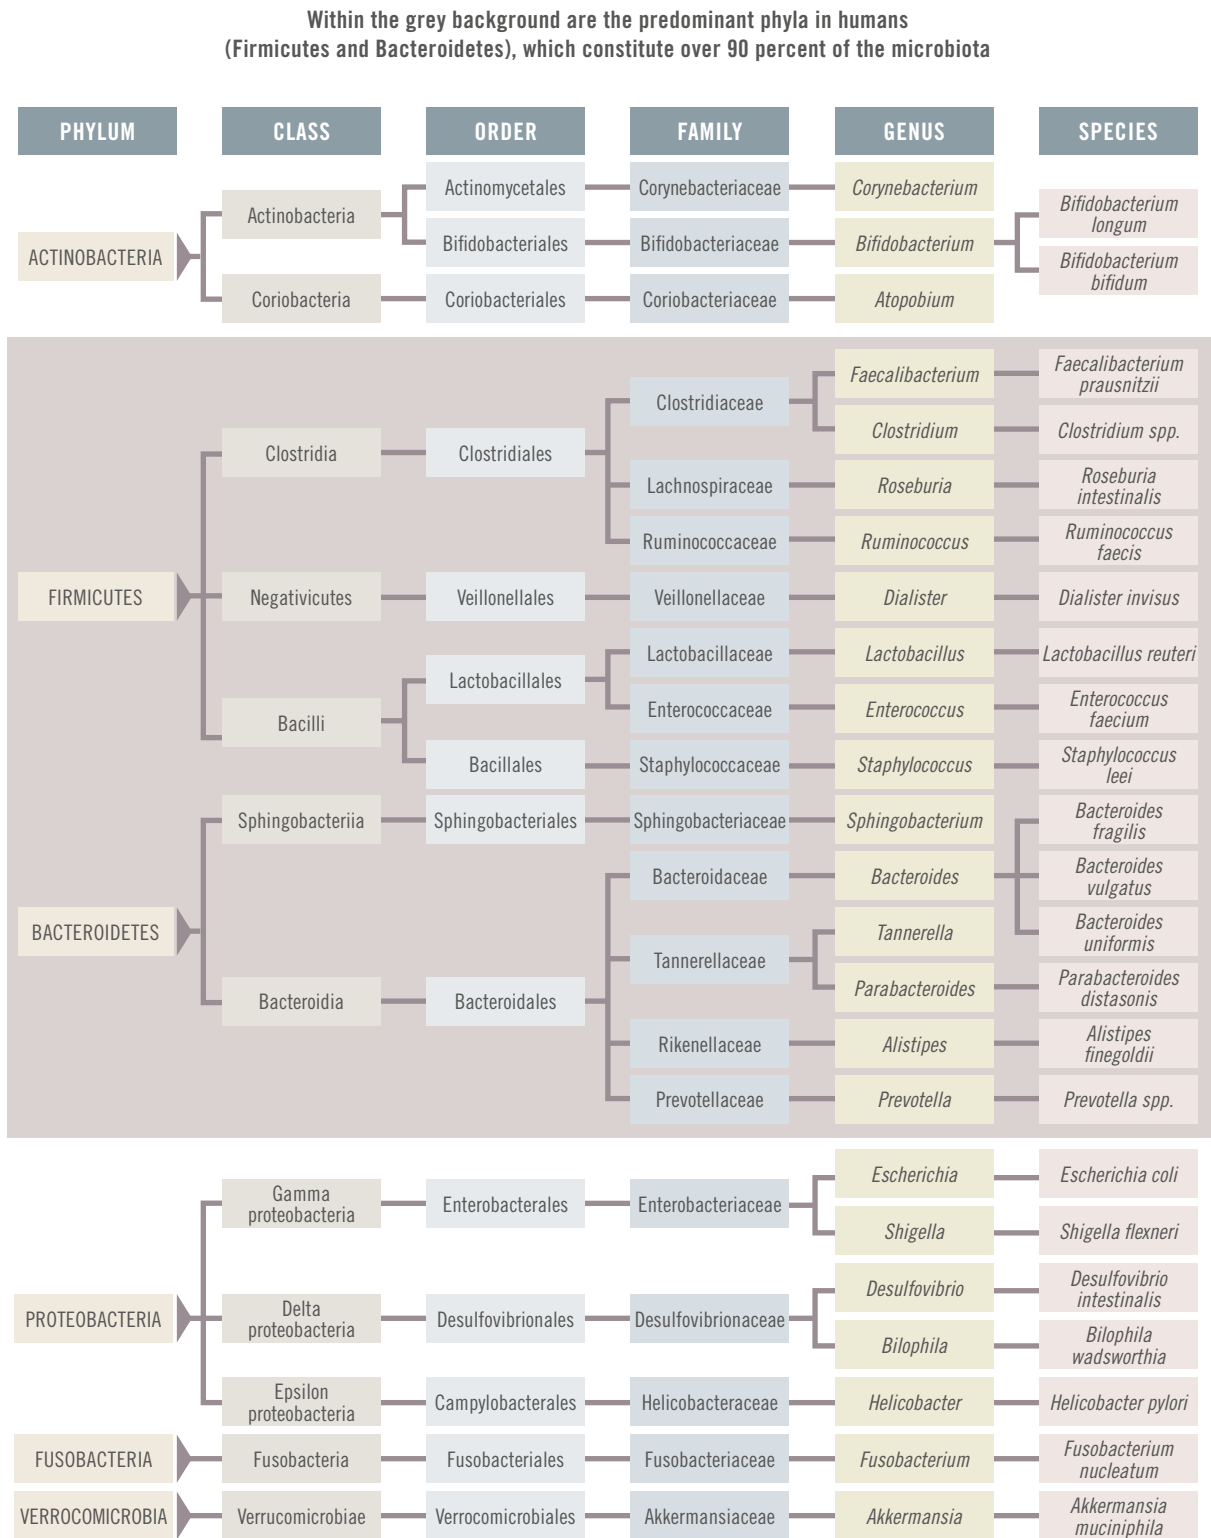 Within the grey background are the predominant phyla in humans
(Firmicutes and Bacteroidetes), which constitute over 90 percent of the microbiota
PHYLUM
CLASS
ORDER
FAMILY
GENUS
SPECIES
ACTINOBACTERIA
Actinobacteria
Actinomycetales
Corynebacteriaceae
Corynebacterium
Bifidobacteriales
Bifidobacteriaceae
Bifidobacterium
Bifidobacterium
longum
Bifidobacterium
bifidum
Coriobacteria
Coriobacteriales
Coriobacteriaceae
Atopobium
FIRMICUTES
Clostridia
Clostridiales
Clostridiaceae
Faecalibacterium
Faecalibacterium
prausnitzii
Clostridium
Clostridium spp.
Lachnospiraceae
Roseburia
Roseburia
intestinalis
Ruminococcaceae
Ruminococcus
Ruminococcus
faecis
Negativicutes
Veillonellales
Veillonellaceae
Dialister
Dialister invisus
Bacilli
Lactobacillales
Lactobacillaceae
Lactobacillus
Lactobacillus reuteri
Enterococcaceae
Enterococcus
Enterococcus
faecium
Bacillales
Staphylococcaceae
Staphylococcus
Staphylococcus
leei
BACTEROIDETES
Sphingobacteriia
Sphingobacteriales
Sphingobacteriaceae
Sphingobacterium
Bacteroidia
Bacteroidales
Bacteroidaceae
Bacteroides
Bacteroides
fragilis
Bacteroides
vulgatus
Bacteroides
uniformis
Tannerellaceae
Tannerella
Parabacteroides
Parabacteroides
distasonis
Rikenellaceae
Alistipes
Alistipes
finegoldii
Prevotellaceae
Prevotella
Prevotella spp.
PROTEOBACTERIA
Gamma
proteobacteria
Enterobacterales
Enterobacteriaceae
Escherichia
Escherichia coli
Shigella
Shigella flexneri
Delta
proteobacteria
Desulfovibrionales
Desulfovibrionaceae
Desulfovibrio
Desulfovibrio
intestinalis
Bilophila
Bilophila
wadsworthia
Epsilon
proteobacteria
Campylobacterales
Helicobacteraceae
Helicobacter
Helicobacter pylori
FUSOBACTERIA
Fusobacteria
Fusobacteriales
Fusobacteriaceae
Fusobacterium
Fusobacterium
nucleatum
VERROCOMICROBIA
Verrucomicrobiae
Verrocomicrobiales
Akkermansiaceae
Akkermansia
Akkermansia
muciniphila